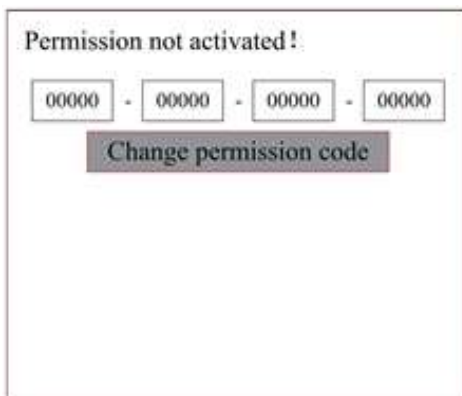 Permission not activated!
00000 - 00000 - 00000 - 00000
Change permission code